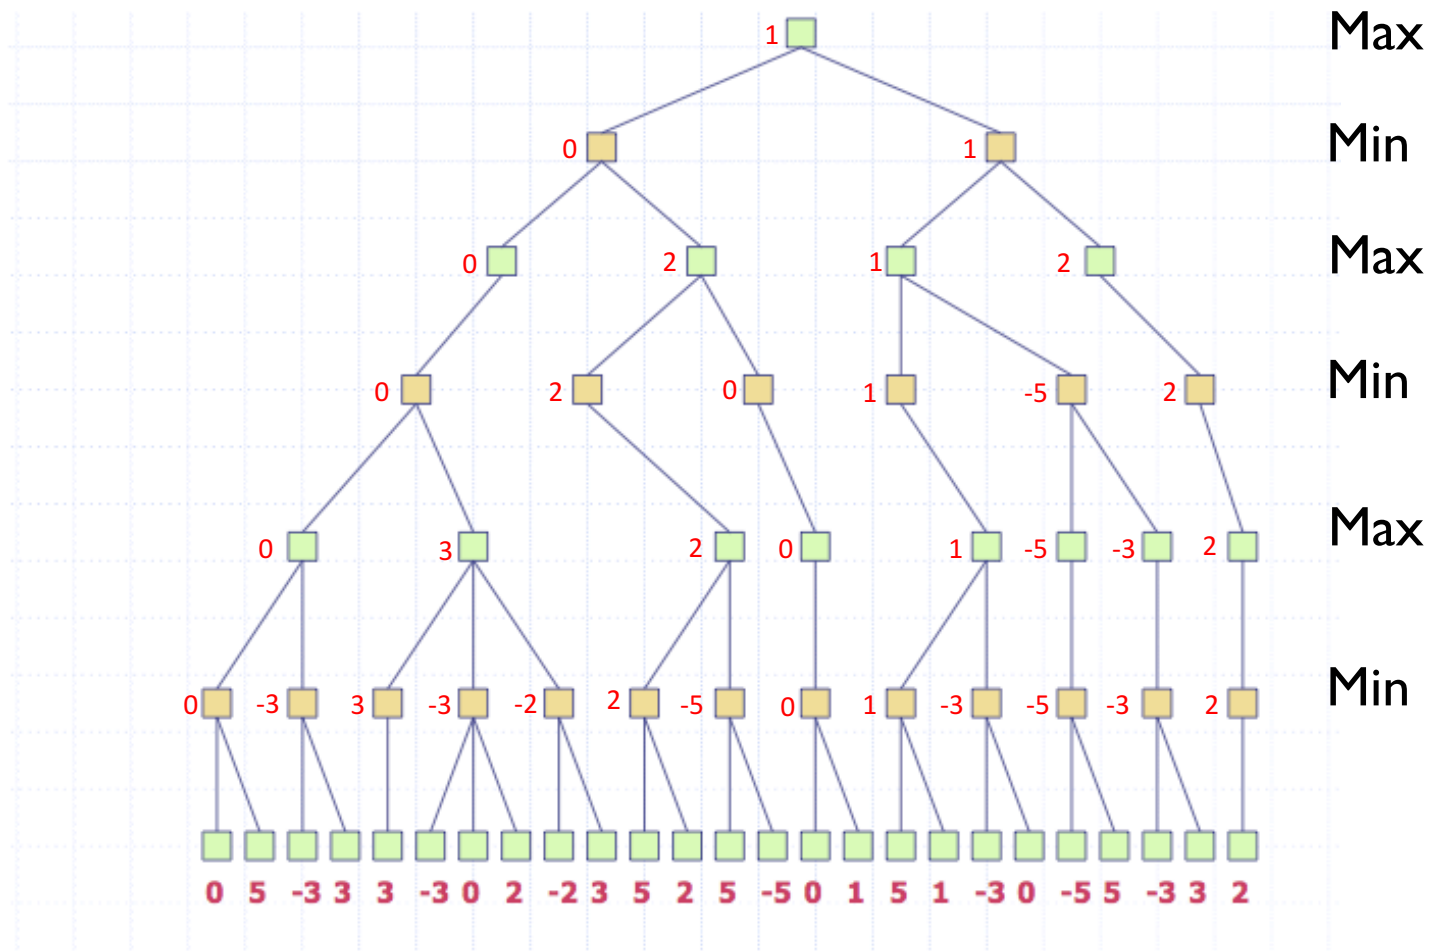 1 Max
0 1 Min
0 2 1 2 Max
0 2 0 1 -5 2 Min
0 3 2 0 1 -5 -3 2 Max
0 -3 3 -3 -2 2 -5 0 1 -3 -5 -3 2 Min
0 5 -3 3 3 -3 0 2 -2 3 5 2 5 -5 0 1 5 1 -3 0 -5 5 -3 3 2